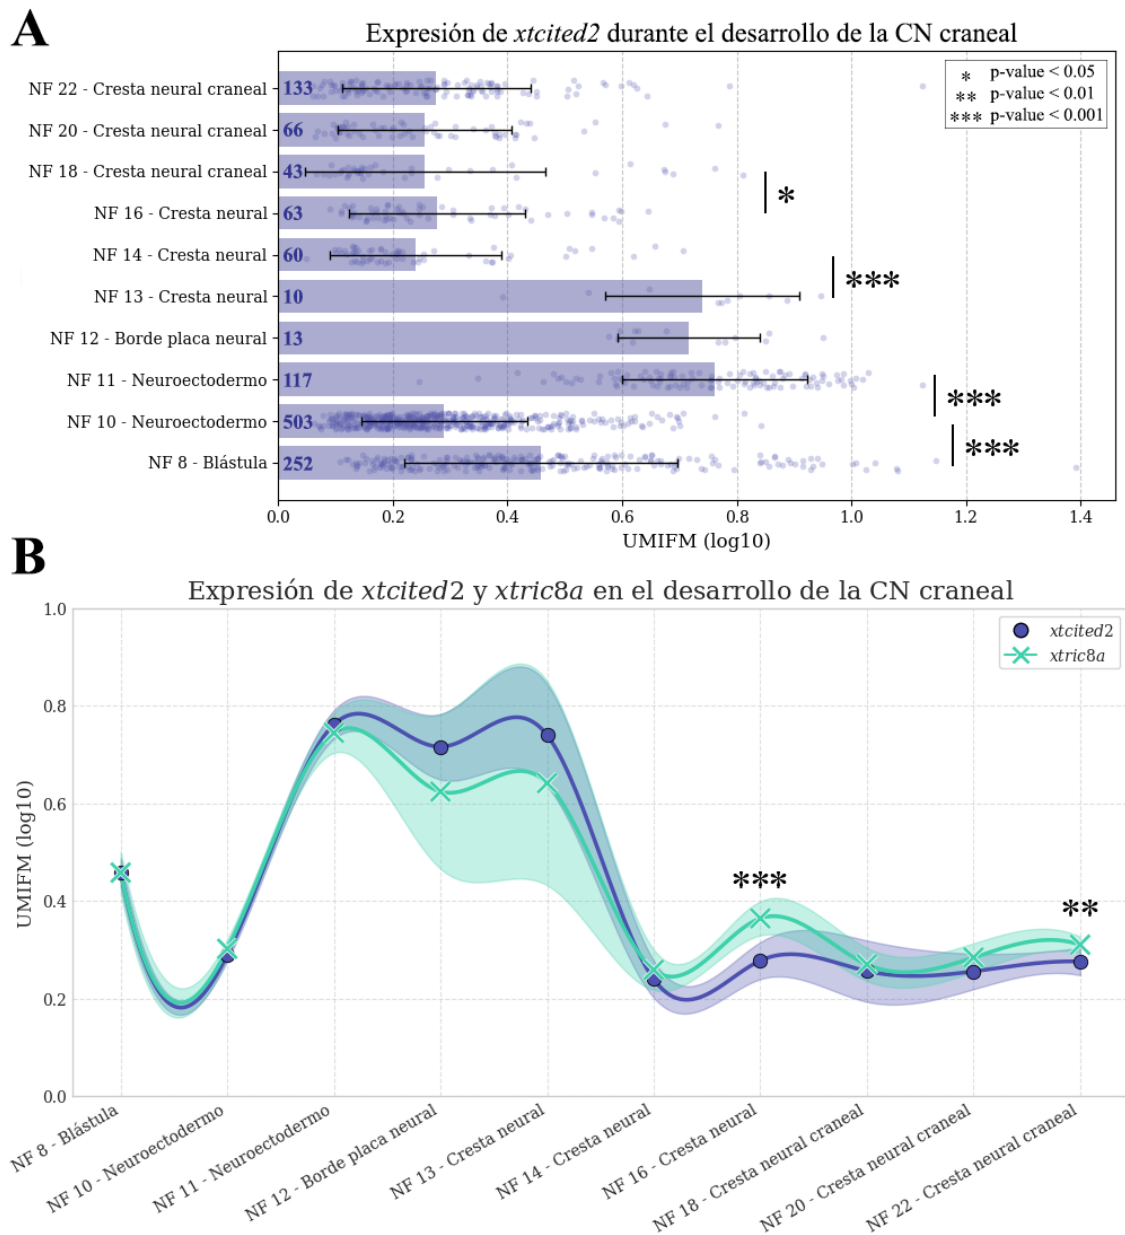 A
Expresión de xtcited2 durante el desarrollo de la CN craneal
* p-value < 0.05
** p-value < 0.01
*** p-value < 0.001
NF 22 - Cresta neural craneal 133
NF 20 - Cresta neural craneal 66
NF 18 - Cresta neural craneal 43
*
NF 16 - Cresta neural 63
NF 14 - Cresta neural 60
***
NF 13 - Cresta neural 10
NF 12 - Borde placa neural 13
NF 11 - Neuroectodermo 117
***
NF 10 - Neuroectodermo 503
***
NF 8 - Blástula 252
0.0 0.2 0.4 0.6 0.8 1.0 1.2 1.4
UMIFM (log10)
B
Expresión de xtcited2 y xtric8a en el desarrollo de la CN craneal
xtcited2
xtric8a
1.0
0.8
0.6
0.4
0.2
0.0
UMIFM (log10)
***
**
NF 8 - Blástula
NF 10 - Neuroectodermo
NF 11 - Neuroectodermo
NF 12 - Borde placa neural
NF 13 - Cresta neural
NF 14 - Cresta neural
NF 16 - Cresta neural
NF 18 - Cresta neural craneal
NF 20 - Cresta neural craneal
NF 22 - Cresta neural craneal